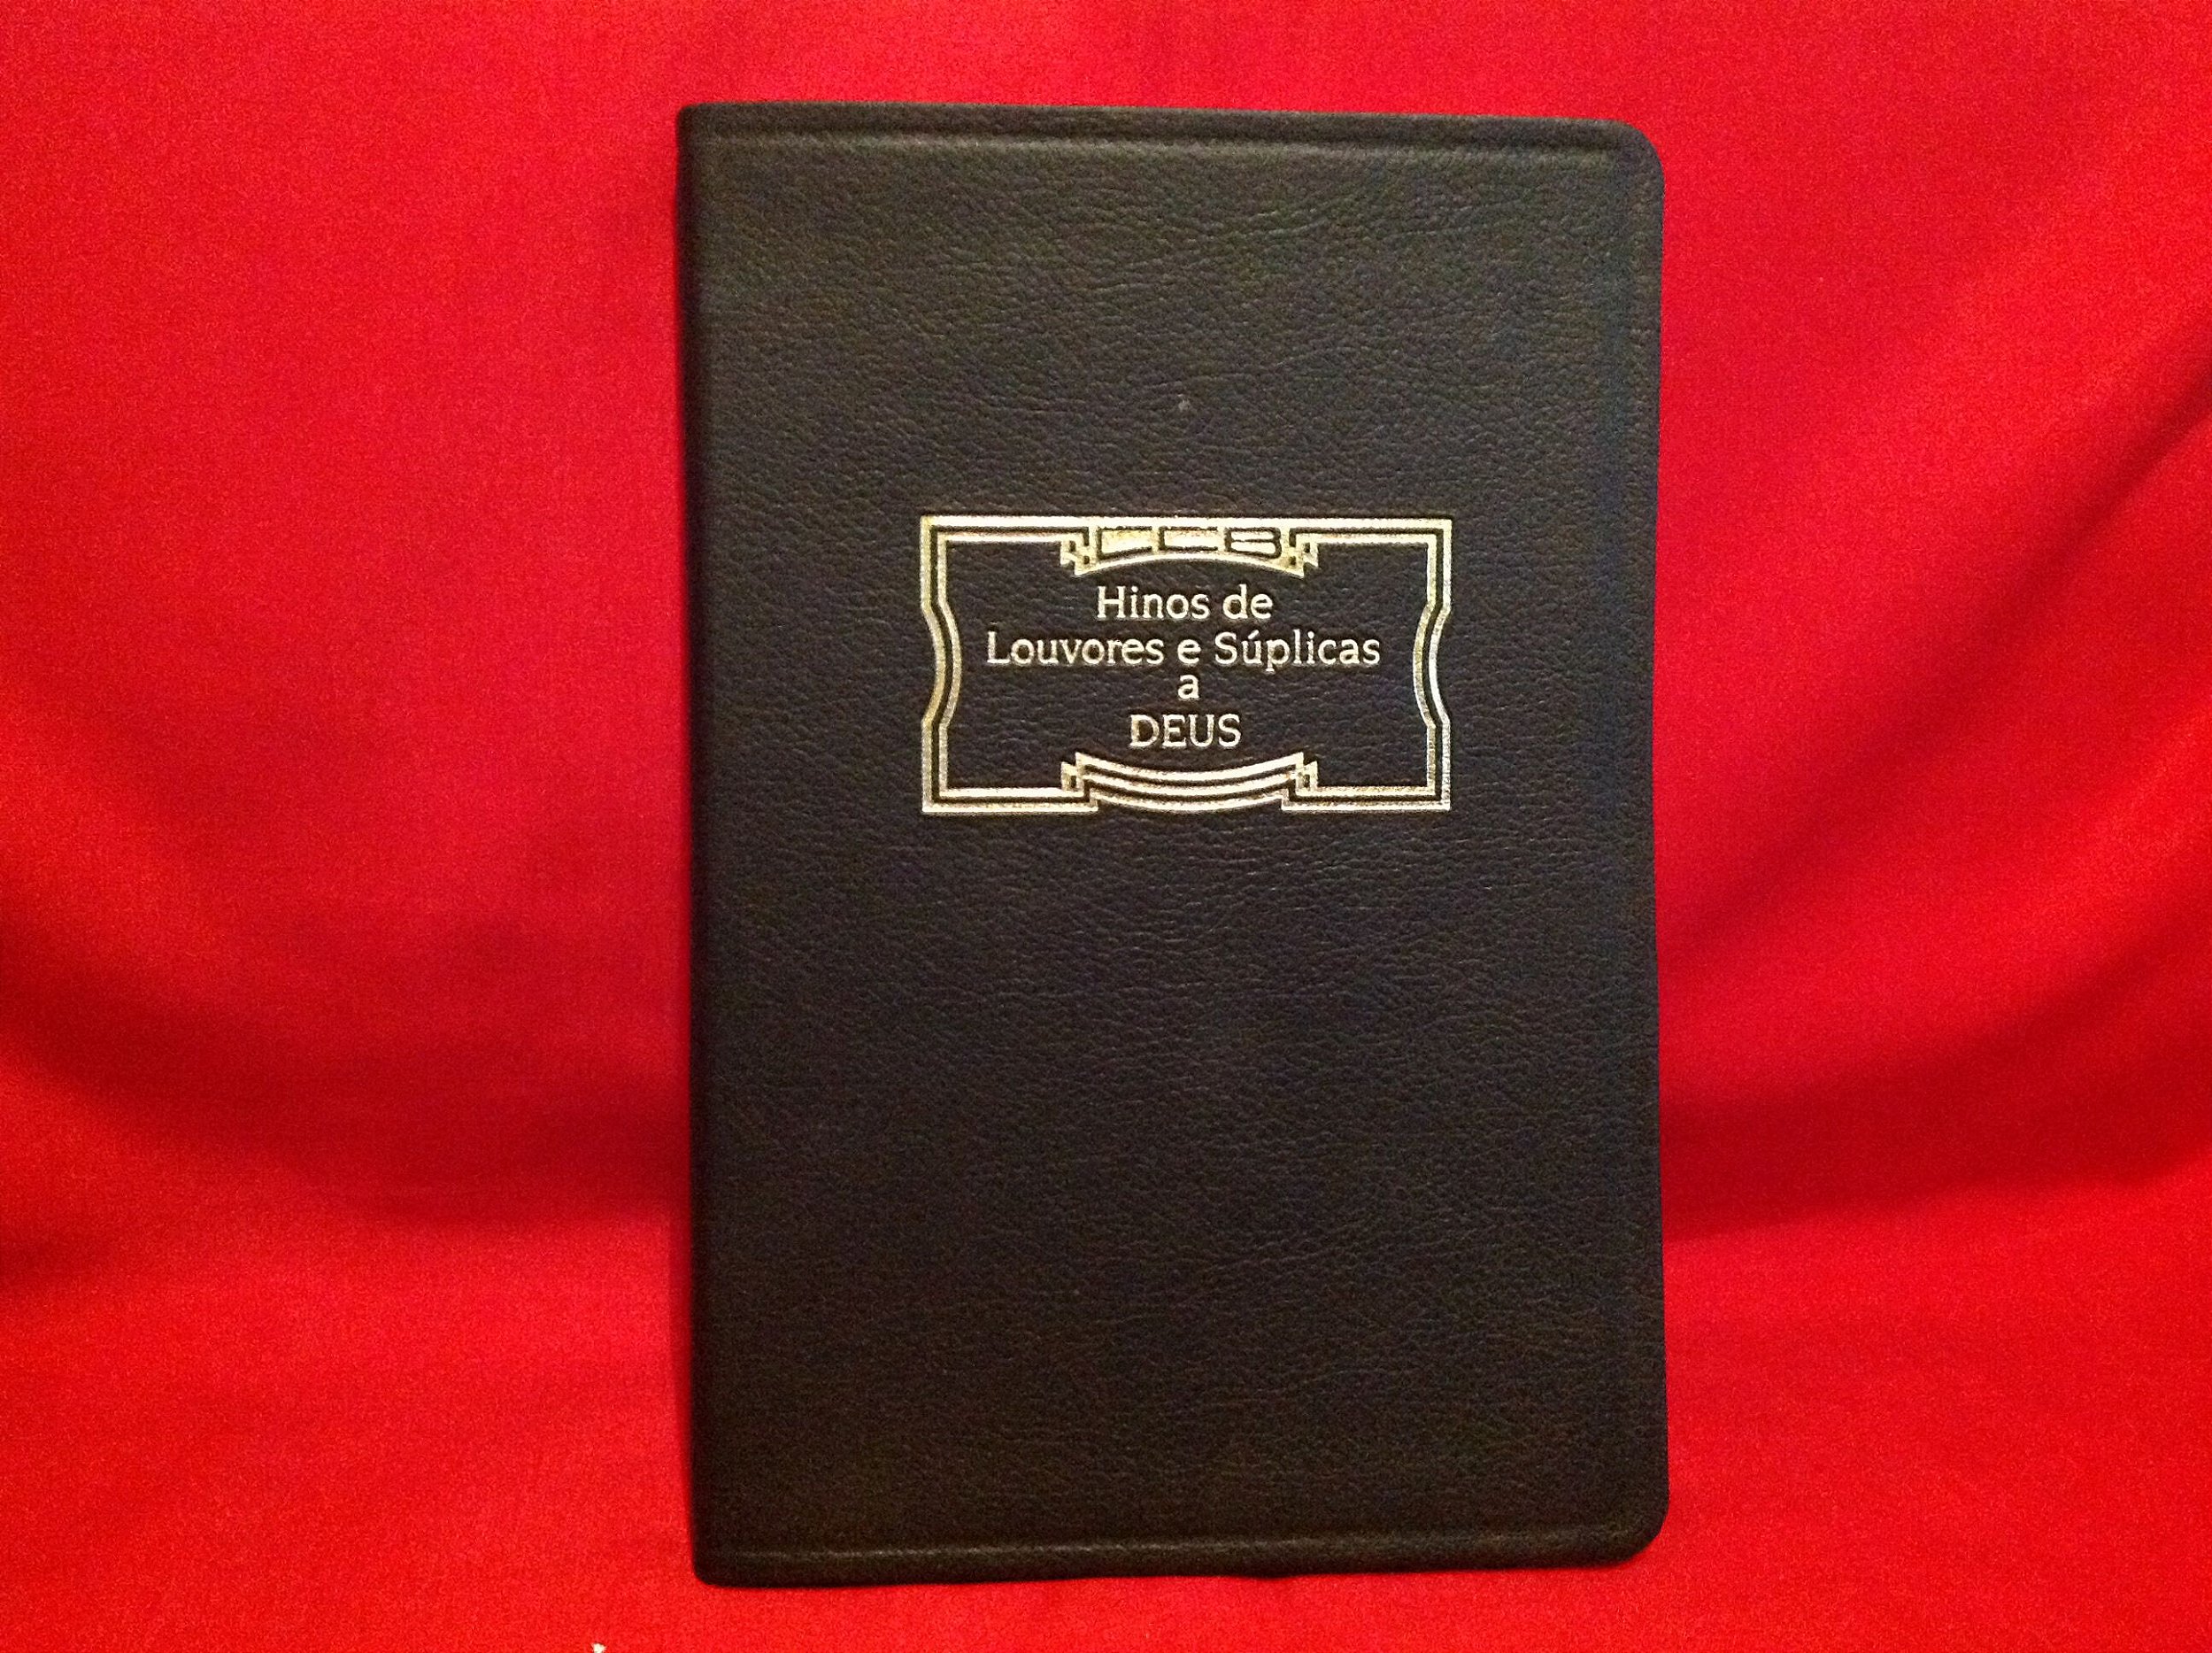 CCB
Hinos de
Louvores e Súplicas
a
DEUS